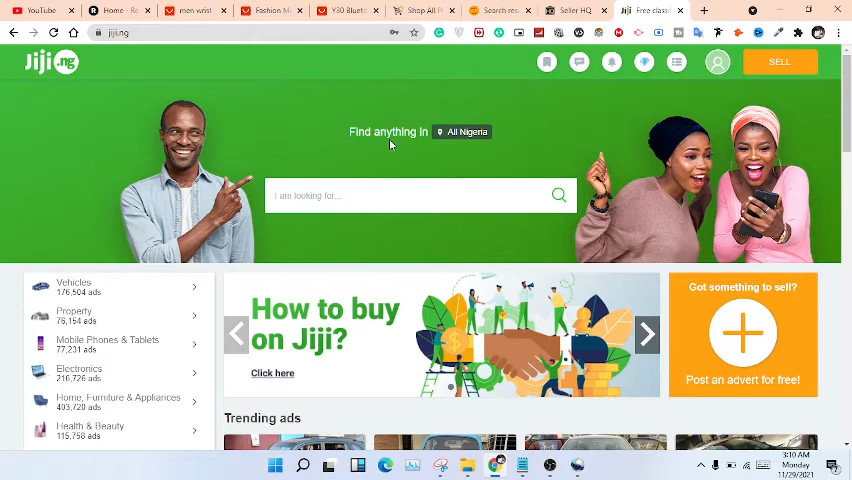 YouTube
Home - Re
men wrist
Fashion M
Y30 Blueto
Shop All P
Search res
Seller HQ
Jiji Free class
jiji.ng
Jiji .ng
SELL
Find anything in All Nigeria
I am looking for...
Vehicles
176,504 ads
Property
76,154 ads
Mobile Phones & Tablets
77,231 ads
Electronics
216,726 ads
Home, Furniture & Appliances
403,720 ads
Health & Beauty
115,758 ads
How to buy
on Jiji?
Click here
Got something to sell?
Post an advert for free!
Trending ads
3:10 AM
Monday
11/29/2021